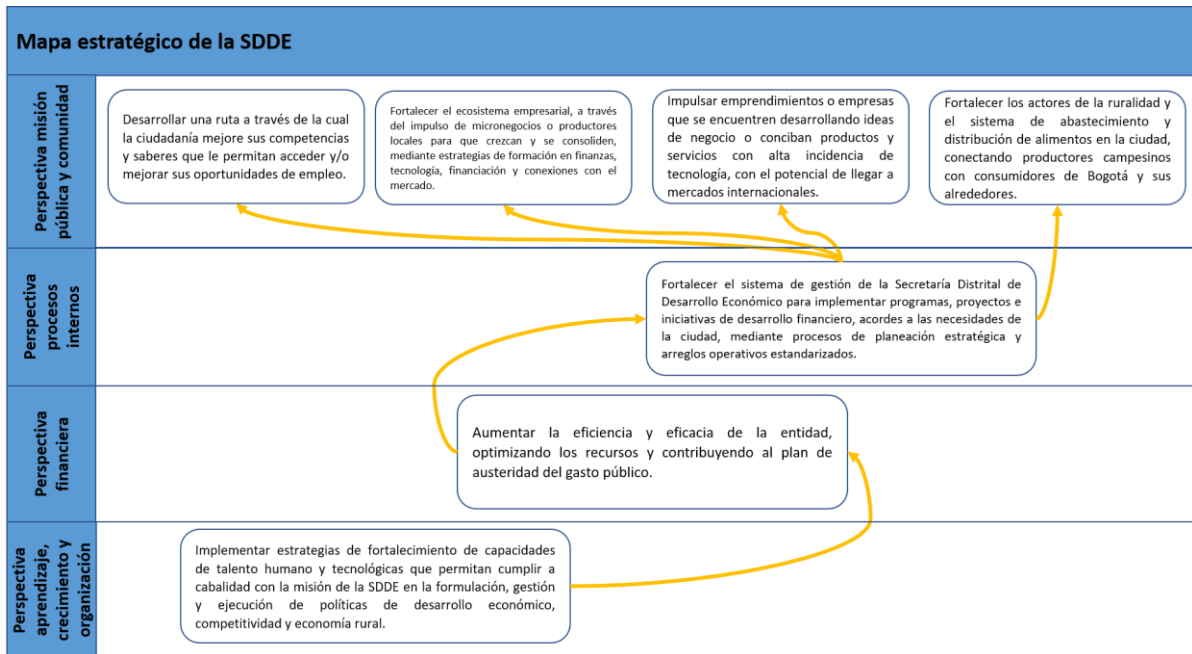 Mapa estratégico de la SDDE
Perspectiva misión
pública y comunidad
Desarrollar una ruta a través de la cual
la ciudadanía mejore sus competencias
y saberes que le permitan acceder y/o
mejorar sus oportunidades de empleo.
Fortalecer el ecosistema empresarial, a través
del impulso de micronegocios o productores
locales para que crezcan y se consoliden,
mediante estrategias de formación en finanzas,
tecnología, financiación y conexiones con el
mercado.
Impulsar emprendimientos o empresas
que se encuentren desarrollando ideas
de negocio o conciban productos y
servicios con alta incidencia de
tecnología, con el potencial de llegar a
mercados internacionales.
Fortalecer los actores de la ruralidad y
el sistema de abastecimiento y
distribución de alimentos en la ciudad,
conectando productores campesinos
con consumidores de Bogotá y sus
alrededores.
Perspectiva
procesos
internos
Fortalecer el sistema de gestión de la Secretaría Distrital de
Desarrollo Económico para implementar programas, proyectos e
iniciativas de desarrollo financiero, acordes a las necesidades de
la ciudad, mediante procesos de planeación estratégica y
arreglos operativos estandarizados.
Perspectiva
financiera
Aumentar la eficiencia y eficacia de la entidad,
optimizando los recursos y contribuyendo al plan de
austeridad del gasto público.
Perspectiva
aprendizaje,
crecimiento y
organización
Implementar estrategias de fortalecimiento de capacidades
de talento humano y tecnológicas que permitan cumplir a
cabalidad con la misión de la SDDE en la formulación, gestión
y ejecución de políticas de desarrollo económico,
competitividad y economía rural.